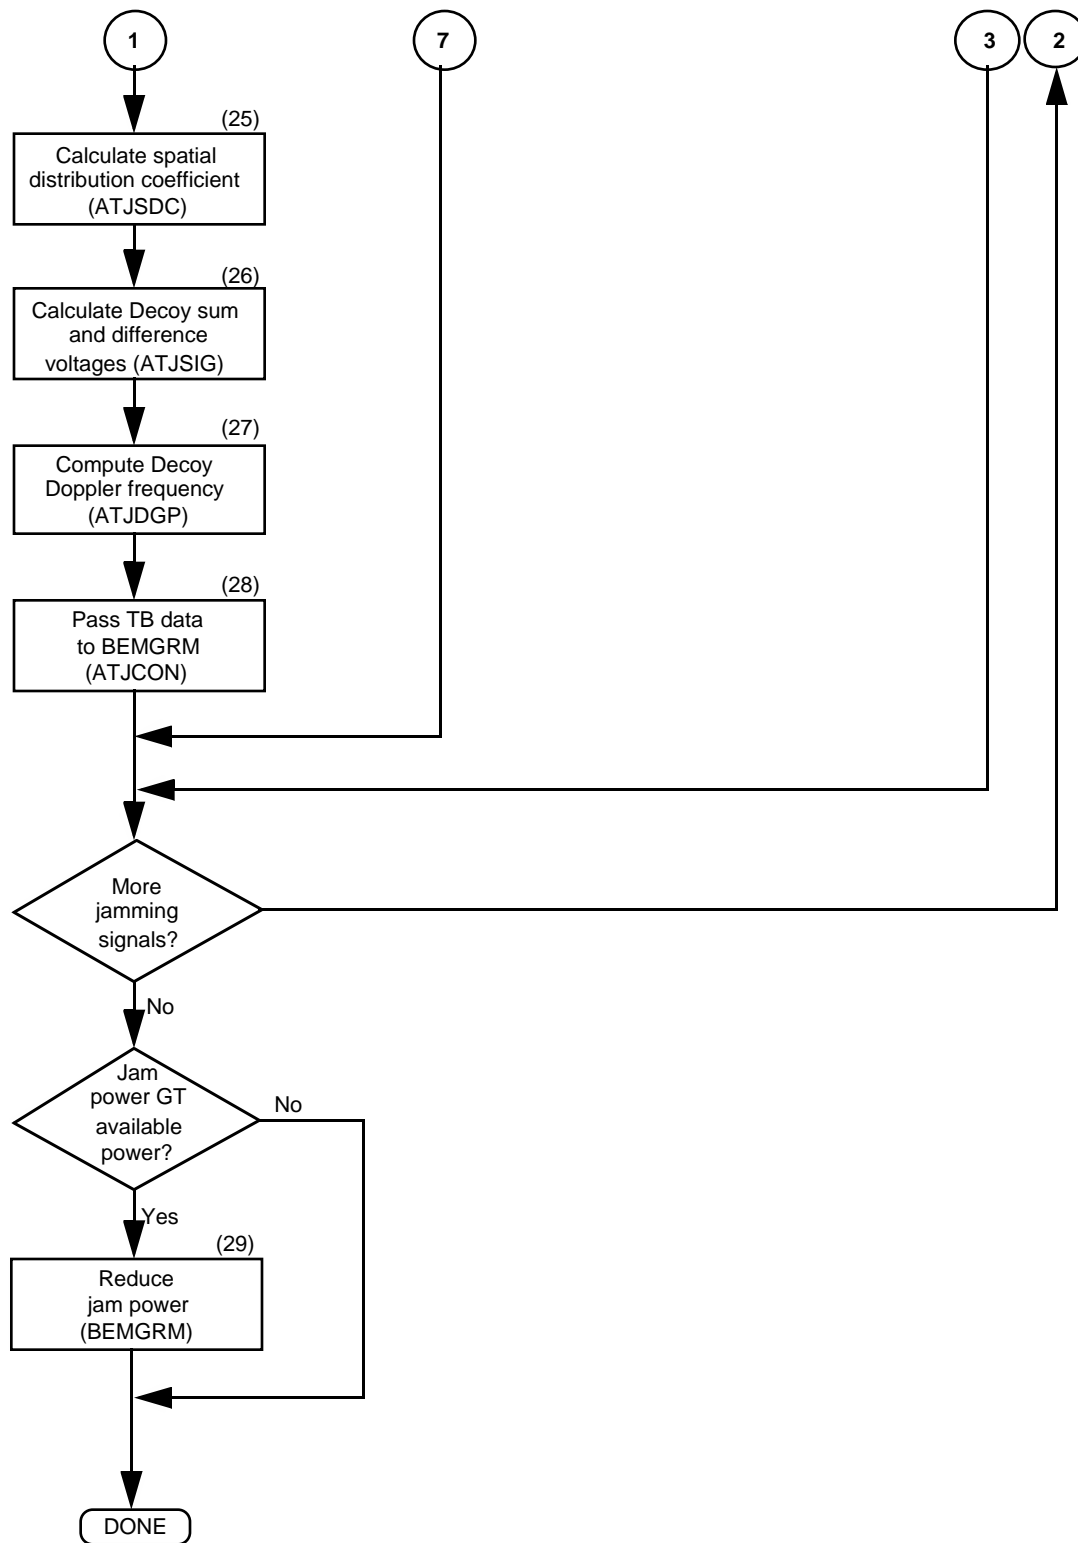 1
7
3
2
(25)
Calculate spatial
distribution coefficient
(ATJSDC)
(26)
Calculate Decoy sum
and difference
voltages (ATJSIG)
(27)
Compute Decoy
Doppler frequency
(ATJDGP)
(28)
Pass TB data
to BEMGRM
(ATJCON)
More
jamming
signals?
No
Jam
power GT
available
power?
No
Yes
(29)
Reduce
jam power
(BEMGRM)
DONE